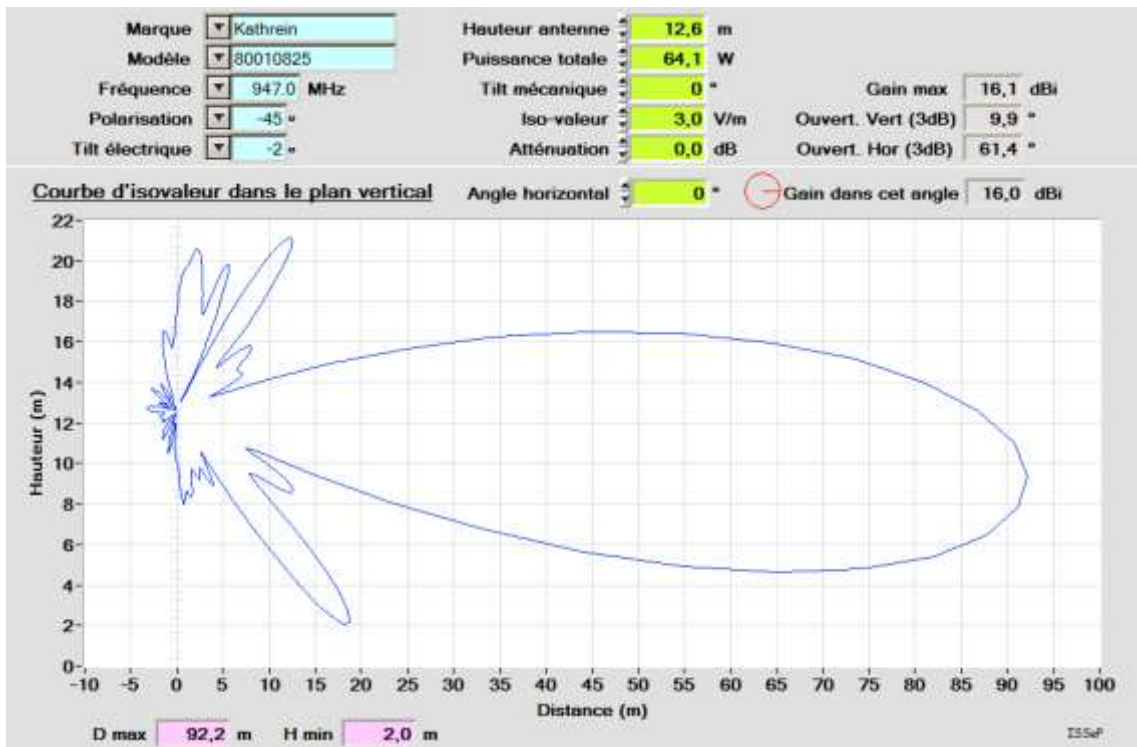 Marque Kathrein Hauteur antenne 12,6 m
Modèle 80010825 Puissance totale 64,1 W
Fréquence 947.0 MHz Tilt mécanique 0 ° Gain max 16,1 dBi
Polarisation -45 ° Iso-valeur 3,0 V/m Ouvert. Vert (3dB) 9,9 °
Tilt électrique -2 ° Atténuation 0,0 dB Ouvert. Hor (3dB) 61,4 °
Courbe d'isovaleur dans le plan vertical Angle horizontal 0 ° Gain dans cet angle 16,0 dBi
22
20
18
16
14
12
10
8
6
4
2
0
Hauteur (m)
-10 -5 0 5 10 15 20 25 30 35 40 45 50 55 60 65 70 75 80 85 90 95 100
Distance (m)
D max 92,2 m H min 2,0 m ISSeP